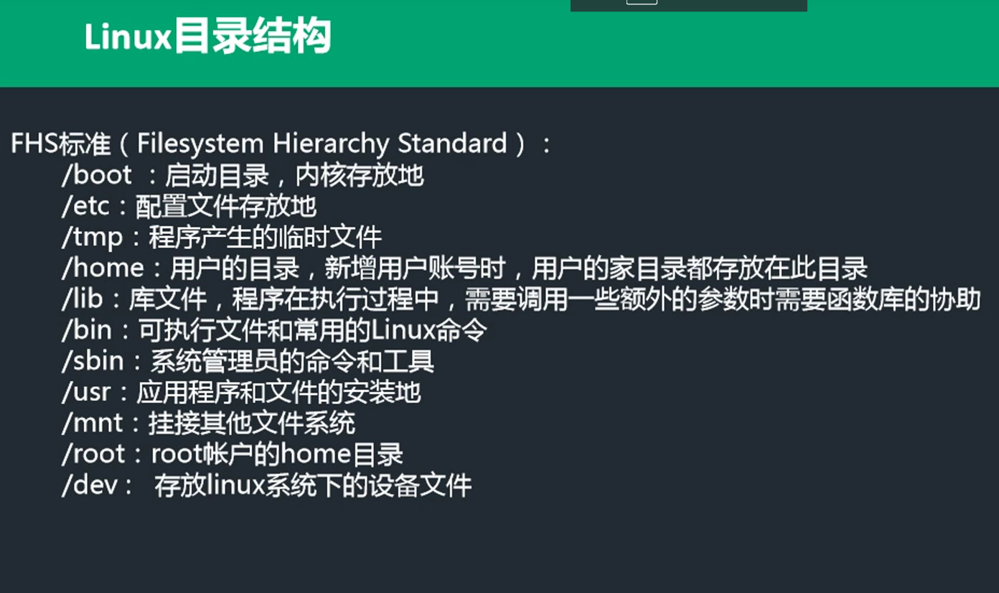 Linux目录结构
FHS标准（Filesystem Hierarchy Standard）：
/boot ：启动目录，内核存放地
/etc：配置文件存放地
/tmp：程序产生的临时文件
/home：用户的目录，新增用户账号时，用户的家目录都存放在此目录
/lib：库文件，程序在执行过程中，需要调用一些额外的参数时需要函数库的协助
/bin：可执行文件和常用的Linux命令
/sbin：系统管理员的命令和工具
/usr：应用程序和文件的安装地
/mnt：挂接其他文件系统
/root：root帐户的home目录
/dev： 存放linux系统下的设备文件